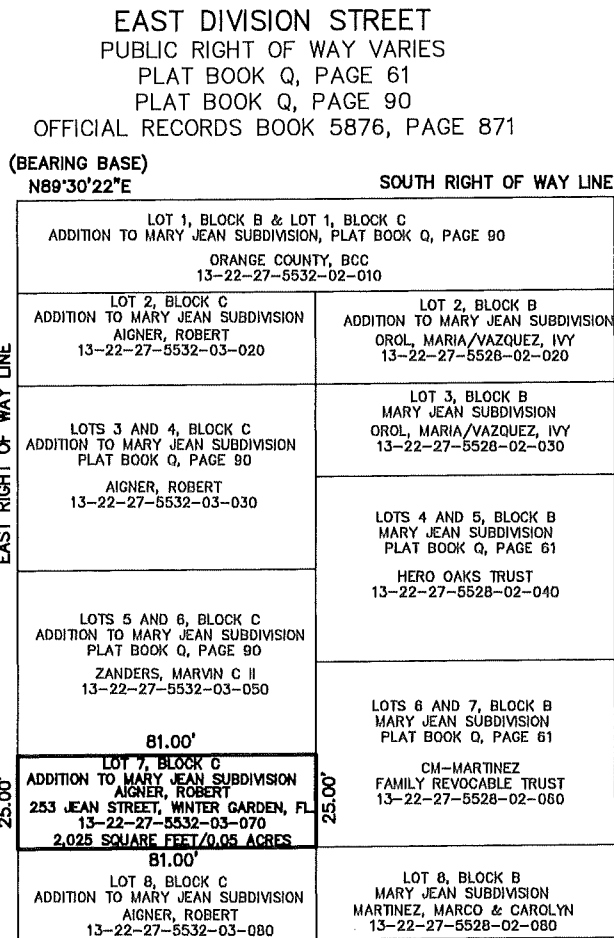 EAST DIVISION STREET
PUBLIC RIGHT OF WAY VARIES
PLAT BOOK Q, PAGE 61
PLAT BOOK Q, PAGE 90
OFFICIAL RECORDS BOOK 5876, PAGE 871
(BEARING BASE)
N89°30'22"E
SOUTH RIGHT OF WAY LINE
LOT 1, BLOCK B & LOT 1, BLOCK C
ADDITION TO MARY JEAN SUBDIVISION, PLAT BOOK Q, PAGE 90
ORANGE COUNTY, BCC
13-22-27-5532-02-010
EAST RIGHT OF WAY LINE
LOT 2, BLOCK C
ADDITION TO MARY JEAN SUBDIVISION
AIGNER, ROBERT
13-22-27-5532-03-020
LOT 2, BLOCK B
ADDITION TO MARY JEAN SUBDIVISION
OROL, MARIA/VAZQUEZ, IVY
13-22-27-5528-02-020
LOTS 3 AND 4, BLOCK C
ADDITION TO MARY JEAN SUBDIVISION
PLAT BOOK Q, PAGE 90
AIGNER, ROBERT
13-22-27-5532-03-030
LOT 3, BLOCK B
MARY JEAN SUBDIVISION
OROL, MARIA/VAZQUEZ, IVY
13-22-27-5528-02-030
LOTS 4 AND 5, BLOCK B
MARY JEAN SUBDIVISION
PLAT BOOK Q, PAGE 61
HERO OAKS TRUST
13-22-27-5528-02-040
LOTS 5 AND 6, BLOCK C
ADDITION TO MARY JEAN SUBDIVISION
PLAT BOOK Q, PAGE 90
ZANDERS, MARVIN C II
13-22-27-5532-03-050
LOTS 6 AND 7, BLOCK B
MARY JEAN SUBDIVISION
PLAT BOOK Q, PAGE 61
CM-MARTINEZ
FAMILY REVOCABLE TRUST
13-22-27-5528-02-060
81.00'
25.00'
LOT 7, BLOCK C
ADDITION TO MARY JEAN SUBDIVISION
AIGNER, ROBERT
253 JEAN STREET, WINTER GARDEN, FL
13-22-27-5532-03-070
2,025 SQUARE FEET/0.05 ACRES
25.00'
81.00'
LOT 8, BLOCK C
ADDITION TO MARY JEAN SUBDIVISION
AIGNER, ROBERT
13-22-27-5532-03-080
LOT 8, BLOCK B
MARY JEAN SUBDIVISION
MARTINEZ, MARCO & CAROLYN
13-22-27-5528-02-080